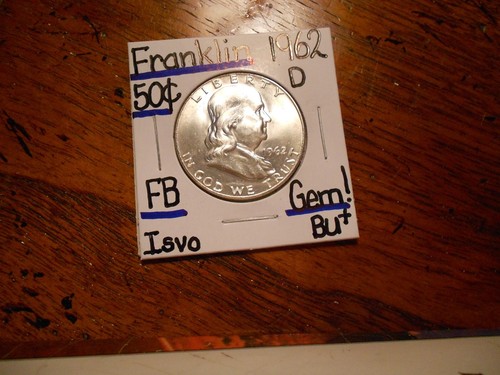 Franklin 1962
50¢ D
LIBERTY
1962
IN GOD WE TRUST
FB Gem!
Isvo Bu+